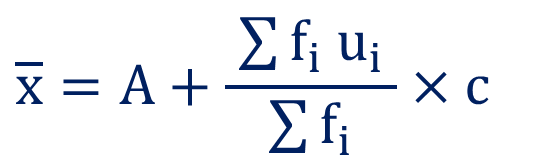 x̅ = A + (∑ fᵢ uᵢ / ∑ fᵢ) × c